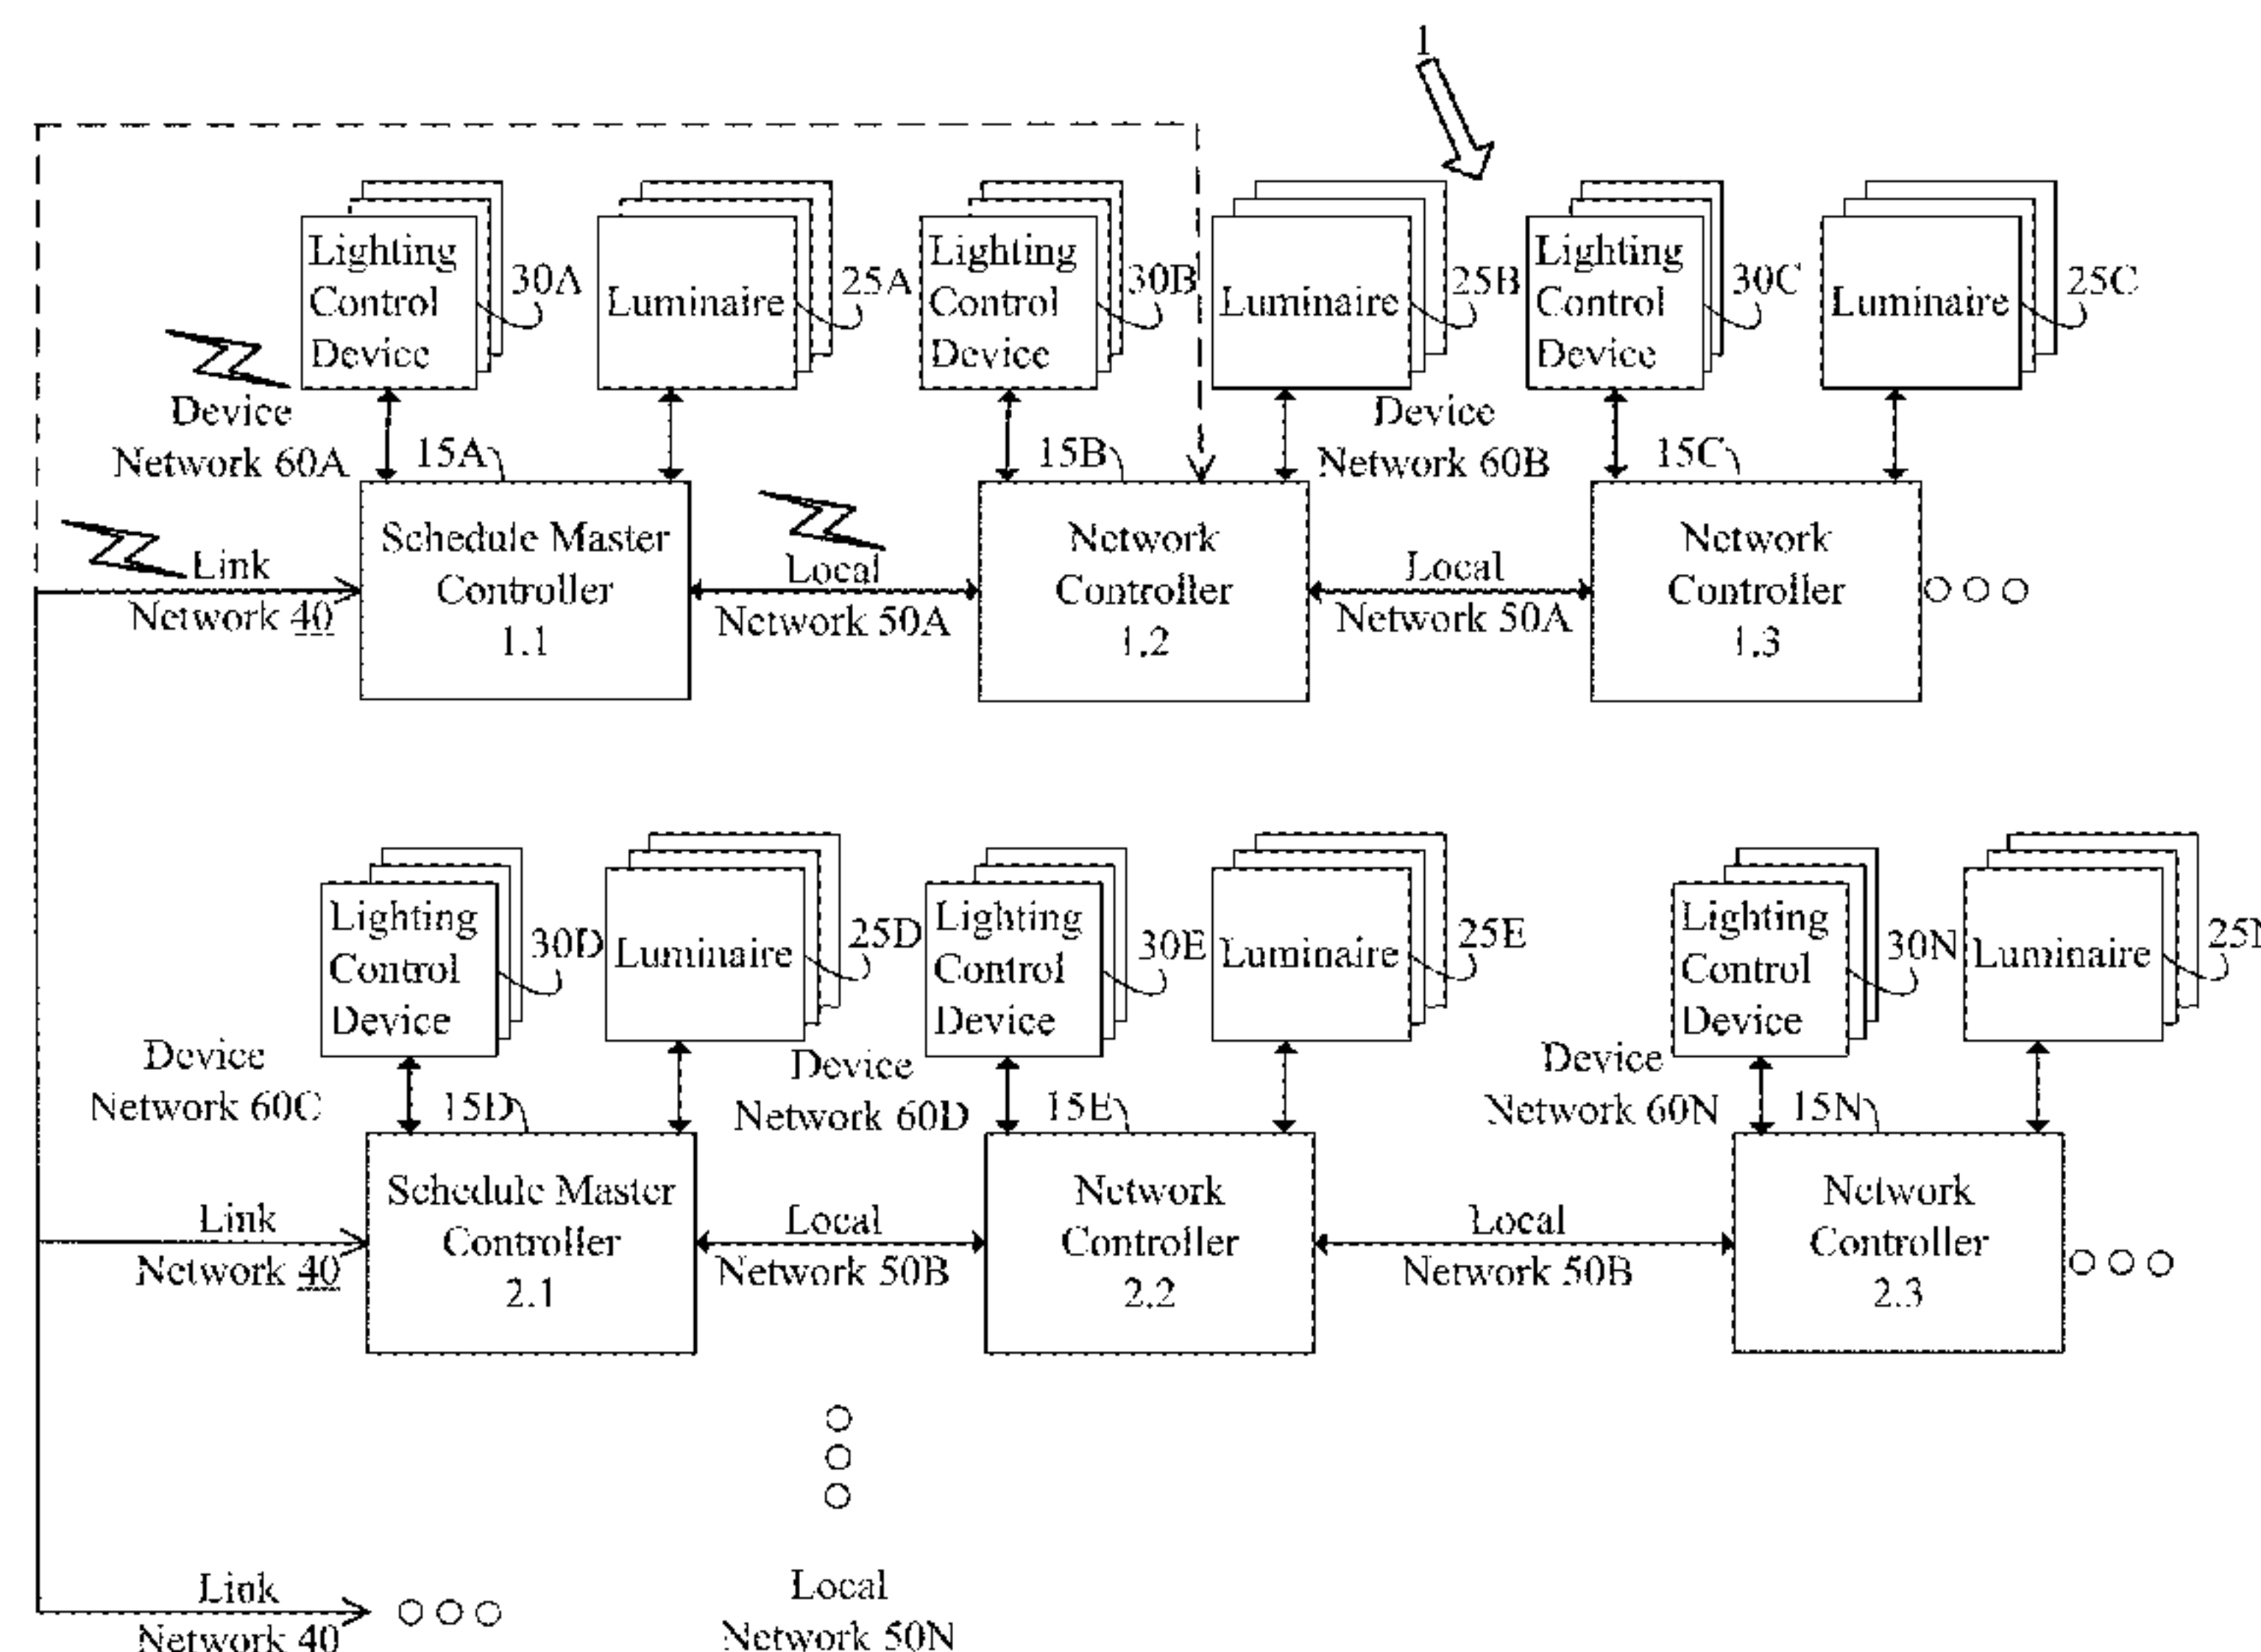 1
Lighting
Control
Device
30A
Luminaire
25A
Lighting
Control
Device
30B
Luminaire
25B
Lighting
Control
Device
30C
Luminaire
25C
Device
Network 60A
15A
15B
Device
Network 60B
15C
Link
Network 40
Schedule Master
Controller
1.1
Local
Network 50A
Network
Controller
1.2
Local
Network 50A
Network
Controller
1.3
Lighting
Control
Device
30D
Luminaire
25D
Lighting
Control
Device
30E
Luminaire
25E
Lighting
Control
Device
30N
Luminaire
25N
Device
Network 60C
15D
Device
Network 60D
15E
Device
Network 60N
15N
Link
Network 40
Schedule Master
Controller
2.1
Local
Network 50B
Network
Controller
2.2
Local
Network 50B
Network
Controller
2.3
Link
Network 40
Local
Network 50N